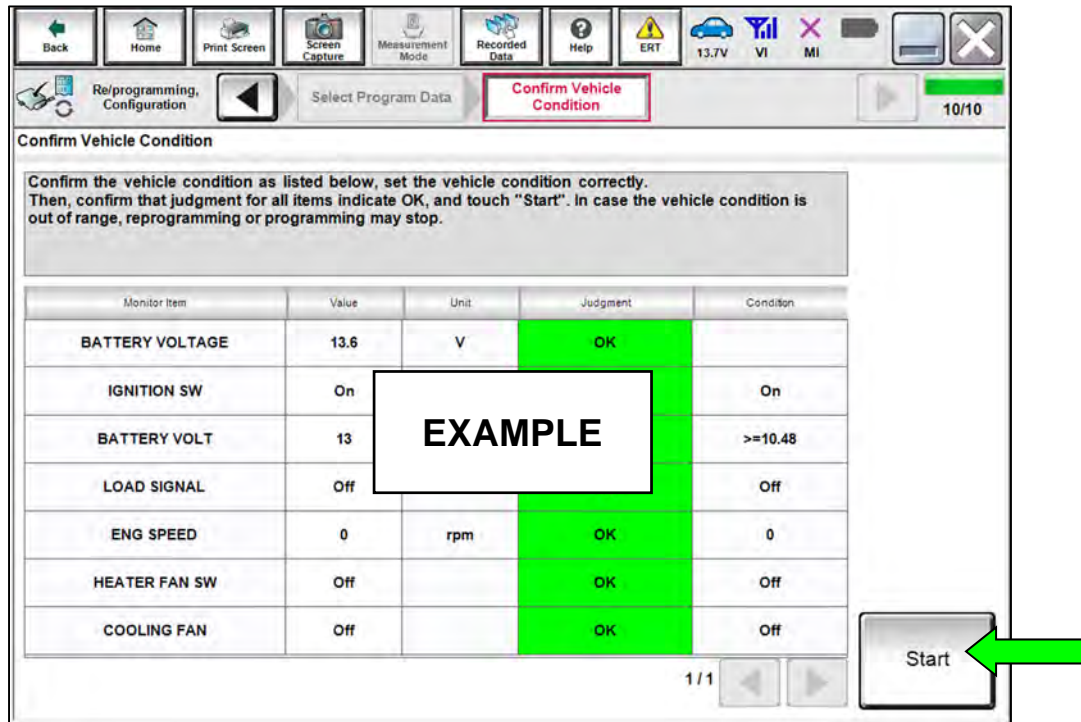 Back
Home
Print Screen
Screen
Capture
Measurement
Mode
Recorded
Data
Help
ERT
13.7V
VI
MI
Re/programming,
Configuration
Select Program Data
Confirm Vehicle
Condition
10/10
Confirm Vehicle Condition
Confirm the vehicle condition as listed below, set the vehicle condition correctly.
Then, confirm that judgment for all items indicate OK, and touch "Start". In case the vehicle condition is
out of range, reprogramming or programming may stop.
Monitor Item Value Unit Judgment Condition
BATTERY VOLTAGE 13.6 V OK
IGNITION SW On On
BATTERY VOLT 13 >=10.48
EXAMPLE
LOAD SIGNAL Off Off
ENG SPEED 0 rpm OK 0
HEATER FAN SW Off OK Off
COOLING FAN Off OK Off
1/1
Start